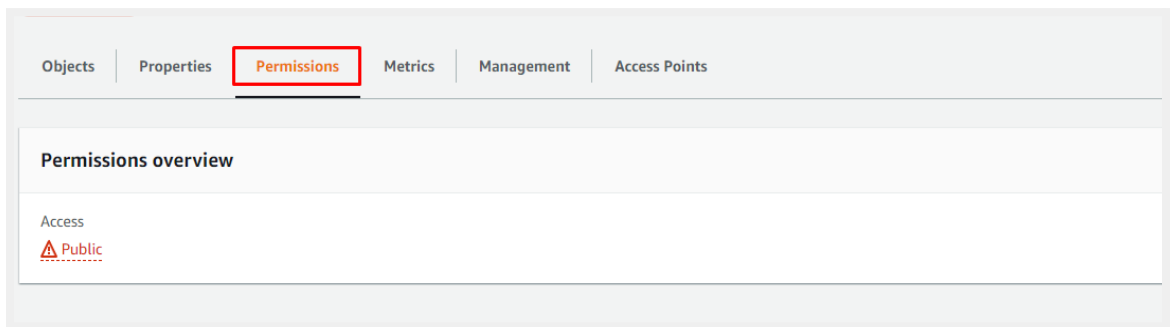 Objects Properties Permissions Metrics Management Access Points
Permissions overview
Access
Public